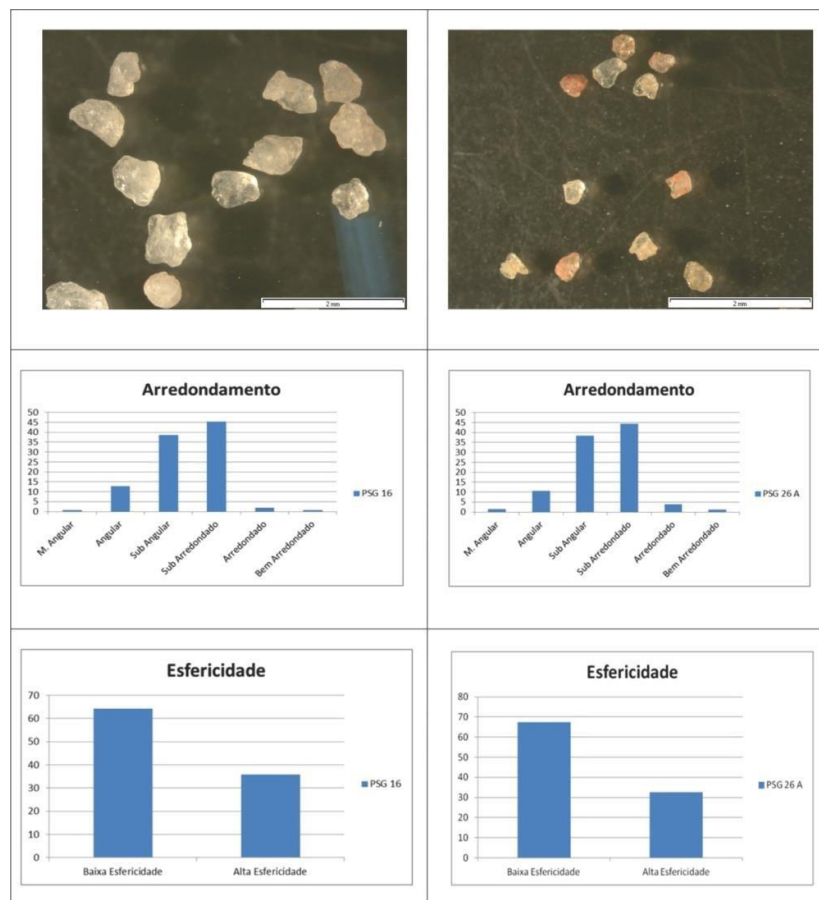 2 mm
2 mm
Arredondamento
50
45
40
35
30
25
20
15
10
5
0
M. Angular
Angular
Sub Angular
Sub Arredondado
Arredondado
Bem Arredondado
PSG 16
Arredondamento
50
45
40
35
30
25
20
15
10
5
0
M. Angular
Angular
Sub Angular
Sub Arredondado
Arredondado
Bem Arredondado
PSG 26 A
Esfericidade
70
60
50
40
30
20
10
0
Baixa Esfericidade
Alta Esfericidade
PSG 16
Esfericidade
80
70
60
50
40
30
20
10
0
Baixa Esfericidade
Alta Esfericidade
PSG 26 A